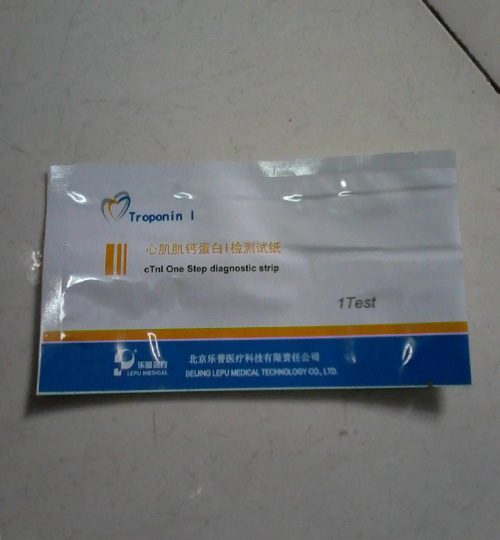 Troponin I
心肌肌钙蛋白I检测试纸
cTnI One Step diagnostic strip
1Test
乐普医疗
LEPU MEDICAL
北京乐普医疗科技有限责任公司
BEIJING LEPU MEDICAL TECHNOLOGY CO., LTD.